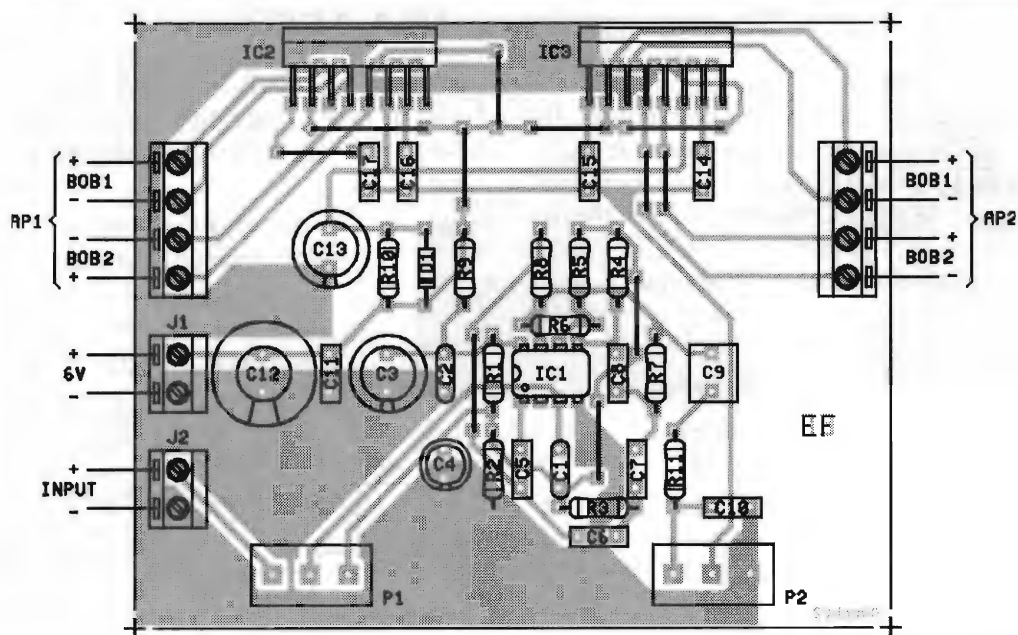 IC2 IC3
C17 C16 C15 C14
+ BOB1 -
AP1
- BOB2 +
+ BOB1 -
AP2
+ BOB2 -
C13 R10 D1 R9 R8 R5 R4
J1
+ 6V -
R6
C12 C11 C3 C2 R1 IC1 C8 R7 C9
EF
J2
+ INPUT -
C4 R2 C5 C1 C7 R11
R3 C10
C6
P1 P2